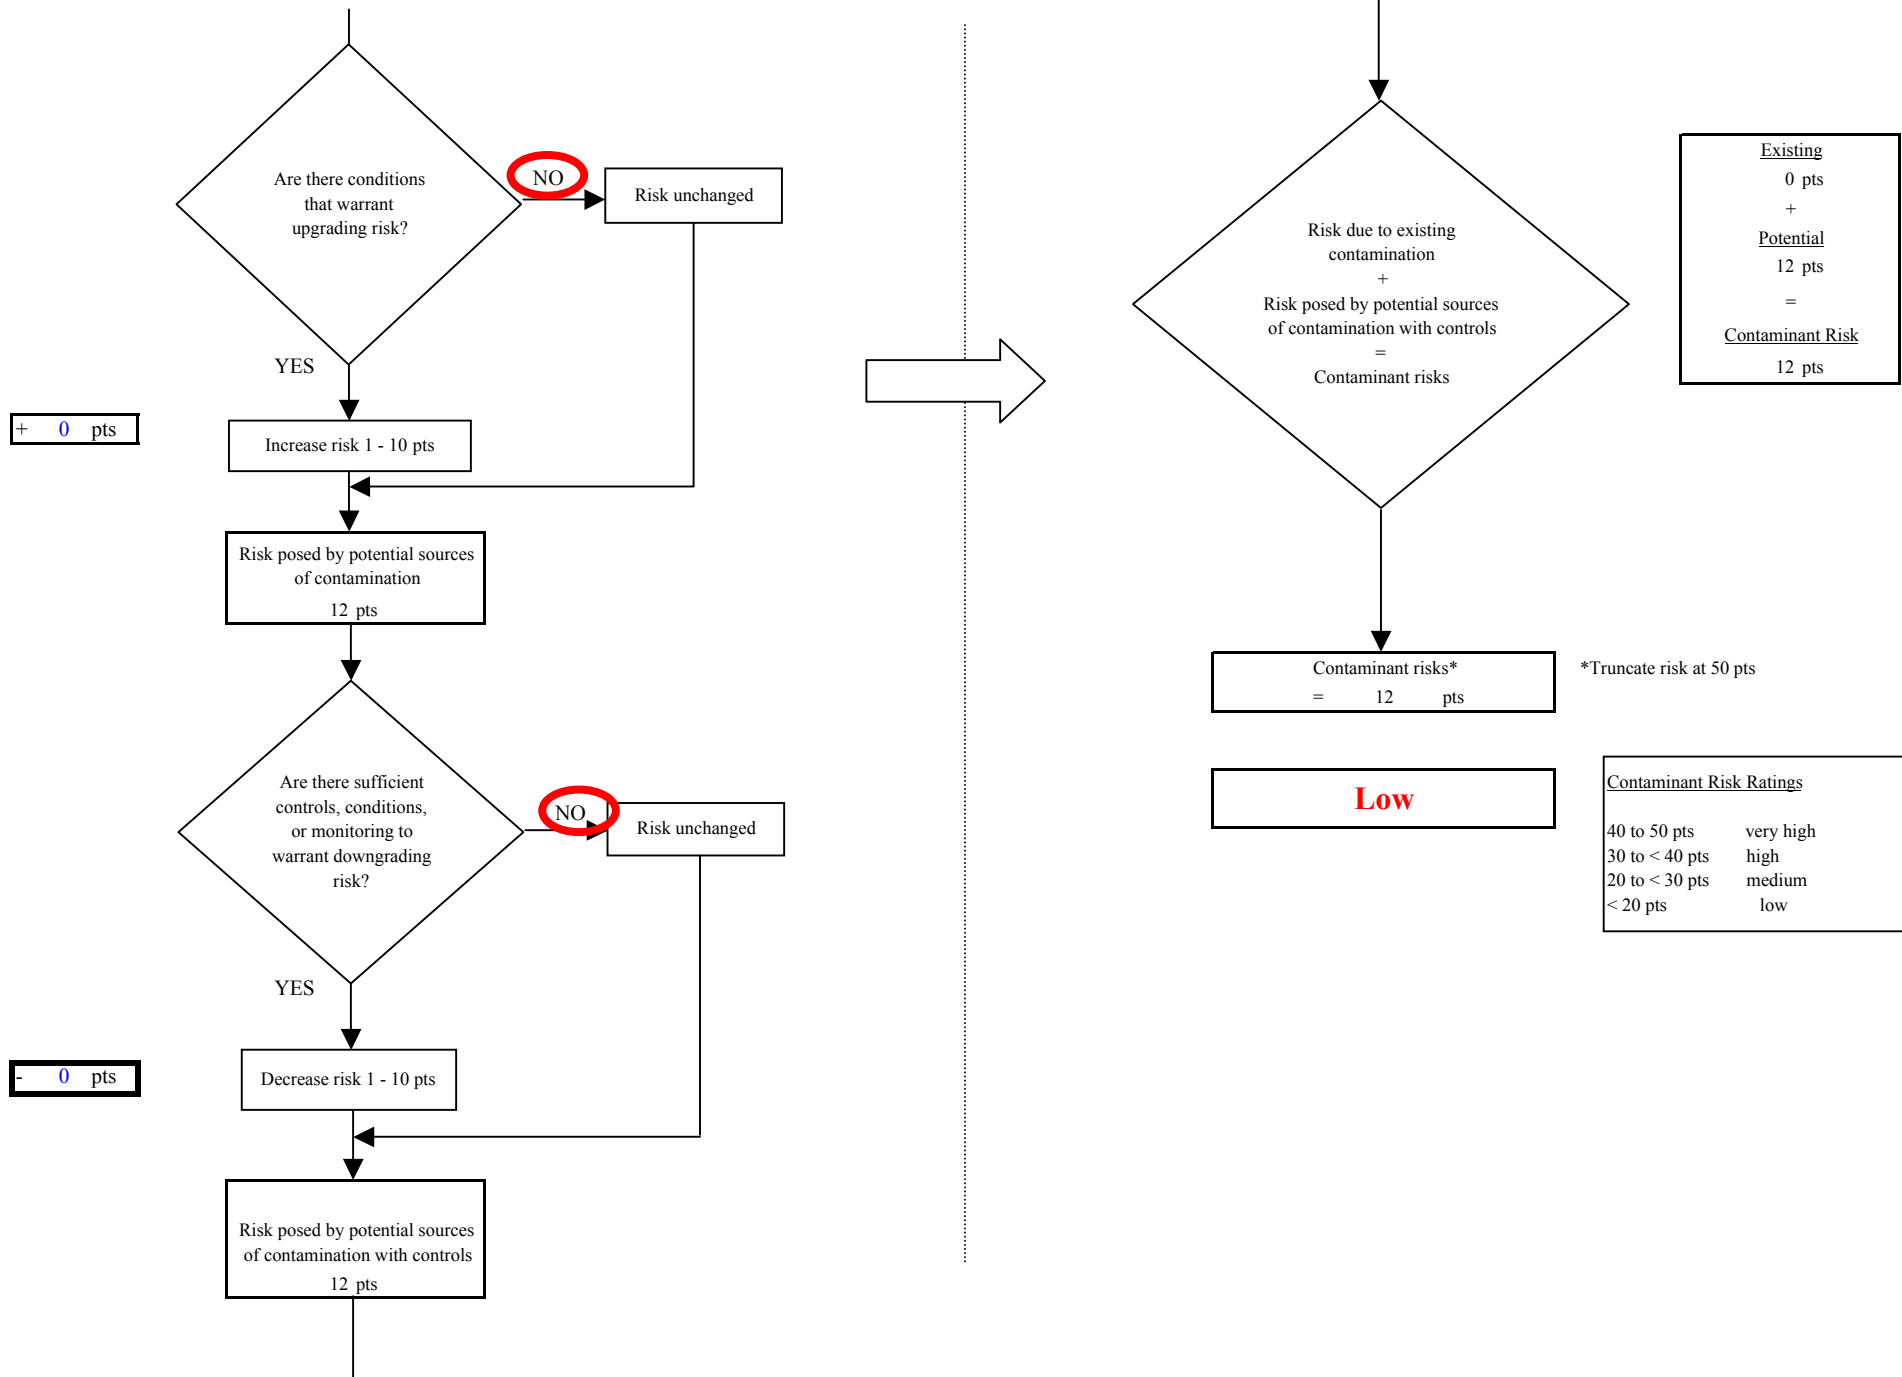 Are there conditions
that warrant
upgrading risk?
NO
Risk unchanged
YES
+ 0 pts
Increase risk 1 - 10 pts
Risk posed by potential sources
of contamination
12 pts
Are there sufficient
controls, conditions,
or monitoring to
warrant downgrading
risk?
NO
Risk unchanged
YES
- 0 pts
Decrease risk 1 - 10 pts
Risk posed by potential sources
of contamination with controls
12 pts
Risk due to existing
contamination
+
Risk posed by potential sources
of contamination with controls
=
Contaminant risks
Existing
0 pts
+
Potential
12 pts
=
Contaminant Risk
12 pts
Contaminant risks*
= 12 pts
*Truncate risk at 50 pts
Low
Contaminant Risk Ratings
40 to 50 pts very high
30 to < 40 pts high
20 to < 30 pts medium
< 20 pts low